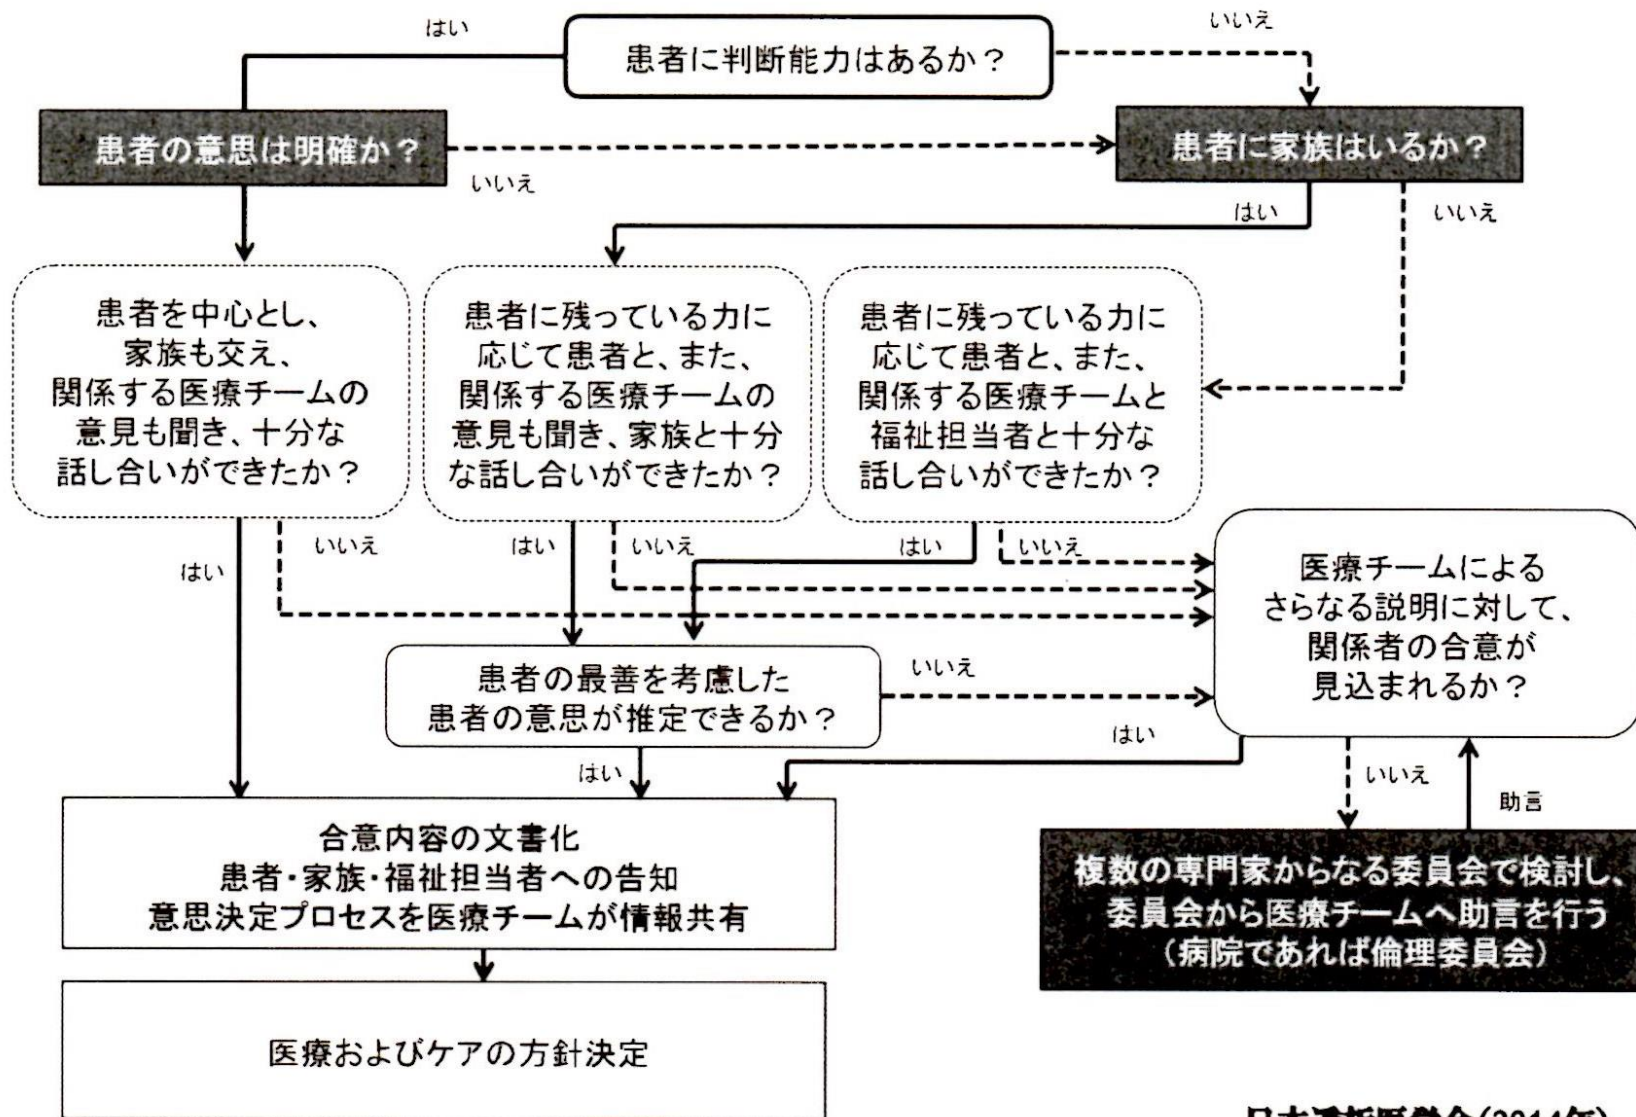 はい
患者に判断能力はあるか？
いいえ
患者の意思は明確か？
いいえ
患者に家族はいるか？
はい
いいえ
患者を中心とし、
家族も交え、
関係する医療チームの
意見も聞き、十分な
話し合いができたか？
患者に残っている力に
応じて患者と、また、
関係する医療チームの
意見も聞き、家族と十分
な話し合いができたか？
患者に残っている力に
応じて患者と、また、
関係する医療チームと
福祉担当者と十分な
話し合いができたか？
はい
いいえ
はい
いいえ
はい
いいえ
医療チームによる
さらなる説明に対して、
関係者の合意が
見込まれるか？
患者の最善を考慮した
患者の意思が推定できるか？
いいえ
はい
はい
いいえ
助言
合意内容の文書化
患者・家族・福祉担当者への告知
意思決定プロセスを医療チームが情報共有
複数の専門家からなる委員会で検討し、
委員会から医療チームへ助言を行う
（病院であれば倫理委員会）
医療およびケアの方針決定